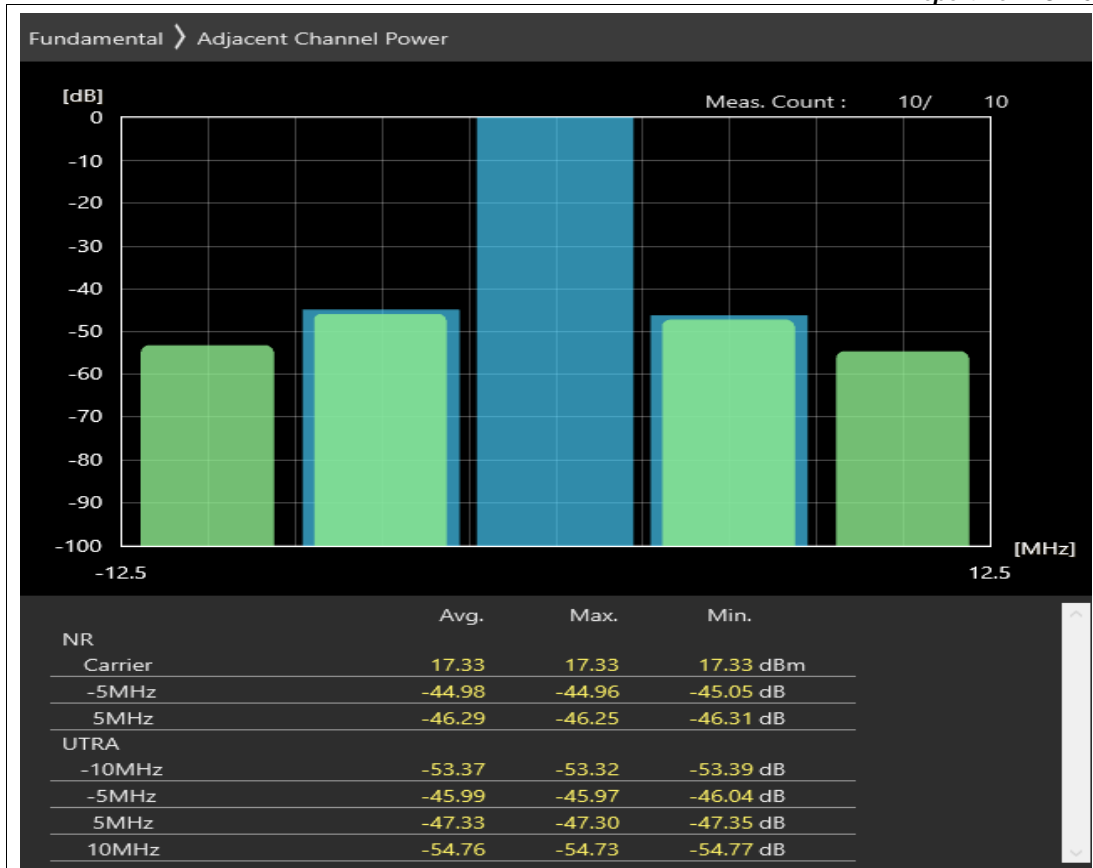 Fundamental > Adjacent Channel Power
[dB]
Meas. Count : 10/ 10
0
-10
-20
-30
-40
-50
-60
-70
-80
-90
-100
[MHz]
-12.5 12.5
Avg. Max. Min.
NR
Carrier 17.33 17.33 17.33 dBm
-5MHz -44.98 -44.96 -45.05 dB
5MHz -46.29 -46.25 -46.31 dB
UTRA
-10MHz -53.37 -53.32 -53.39 dB
-5MHz -45.99 -45.97 -46.04 dB
5MHz -47.33 -47.30 -47.35 dB
10MHz -54.76 -54.73 -54.77 dB